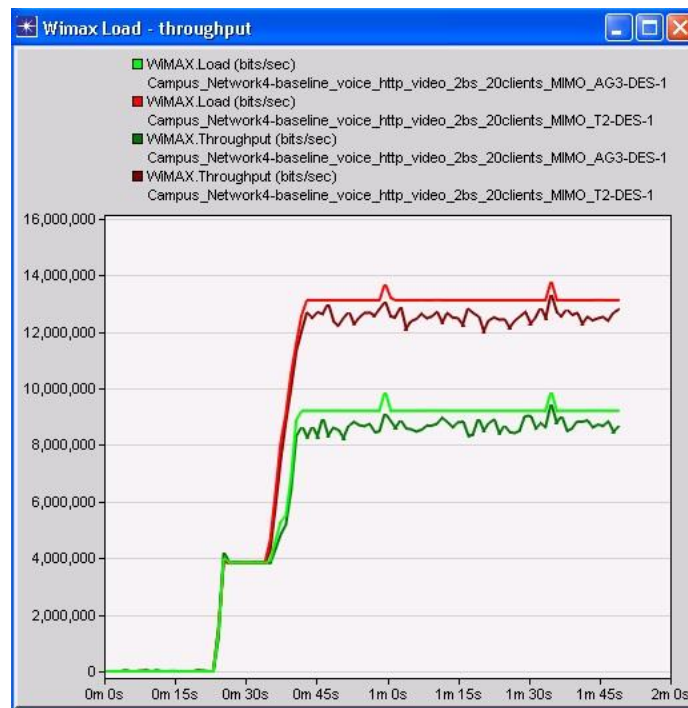 Wimax Load - throughput
WiMAX.Load (bits/sec)
Campus_Network4-baseline_voice_http_video_2bs_20clients_MIMO_AG3-DES-1
WiMAX.Load (bits/sec)
Campus_Network4-baseline_voice_http_video_2bs_20clients_MIMO_T2-DES-1
WiMAX.Throughput (bits/sec)
Campus_Network4-baseline_voice_http_video_2bs_20clients_MIMO_AG3-DES-1
WiMAX.Throughput (bits/sec)
Campus_Network4-baseline_voice_http_video_2bs_20clients_MIMO_T2-DES-1
16,000,000
14,000,000
12,000,000
10,000,000
8,000,000
6,000,000
4,000,000
2,000,000
0
0m 0s 0m 15s 0m 30s 0m 45s 1m 0s 1m 15s 1m 30s 1m 45s 2m 0s